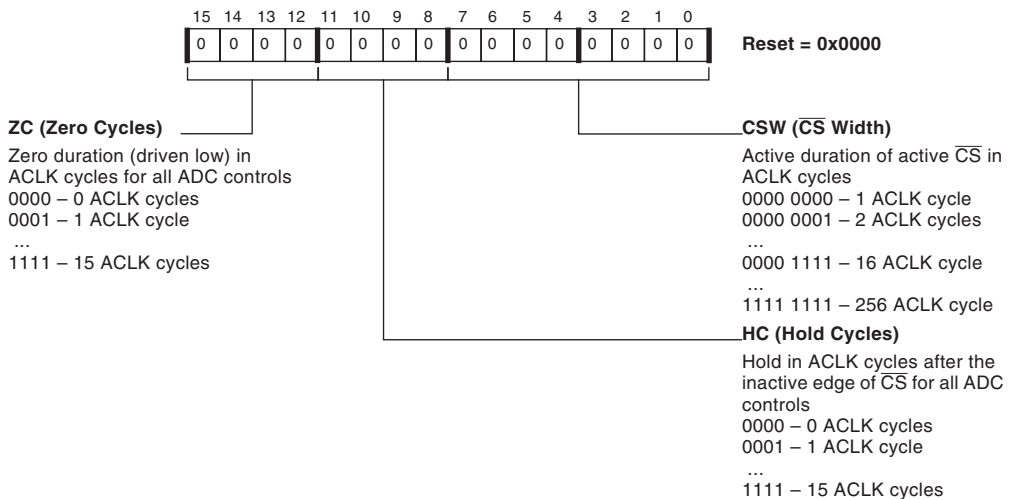 15 14 13 12 11 10 9 8 7 6 5 4 3 2 1 0
0 0 0 0 0 0 0 0 0 0 0 0 0 0 0 0
Reset = 0x0000
ZC (Zero Cycles)
Zero duration (driven low) in
ACLK cycles for all ADC controls
0000 – 0 ACLK cycles
0001 – 1 ACLK cycle
...
1111 – 15 ACLK cycles
CSW (C̅S̅ Width)
Active duration of active C̅S̅ in
ACLK cycles
0000 0000 – 1 ACLK cycle
0000 0001 – 2 ACLK cycles
...
0000 1111 – 16 ACLK cycle
...
1111 1111 – 256 ACLK cycle
HC (Hold Cycles)
Hold in ACLK cycles after the
inactive edge of C̅S̅ for all ADC
controls
0000 – 0 ACLK cycles
0001 – 1 ACLK cycle
...
1111 – 15 ACLK cycles